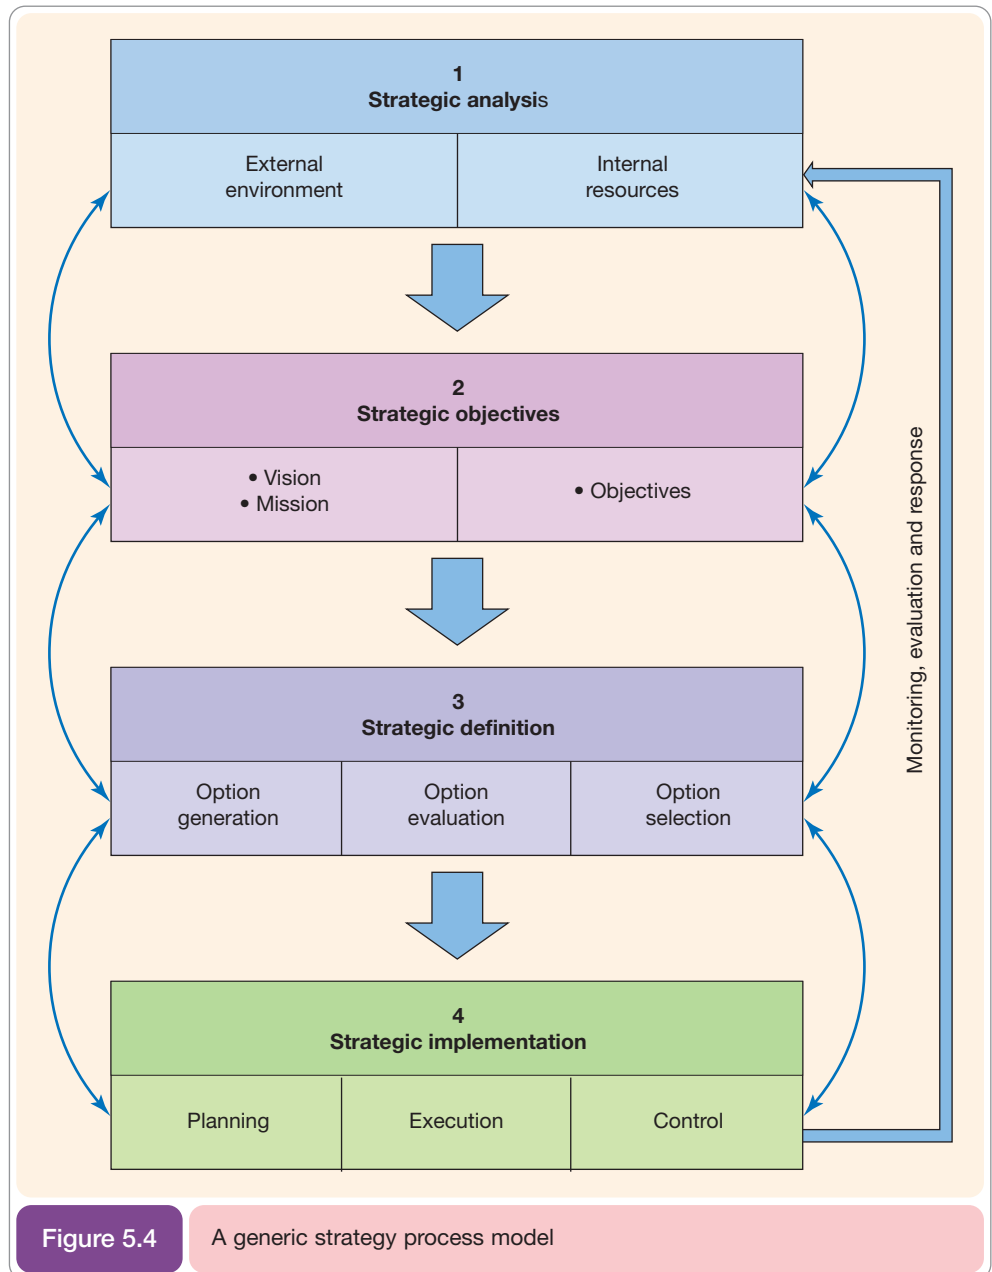 1
Strategic analysis
External
environment
Internal
resources
2
Strategic objectives
• Vision
• Mission
• Objectives
3
Strategic definition
Option
generation
Option
evaluation
Option
selection
4
Strategic implementation
Planning
Execution
Control
Monitoring, evaluation and response
Figure 5.4
A generic strategy process model